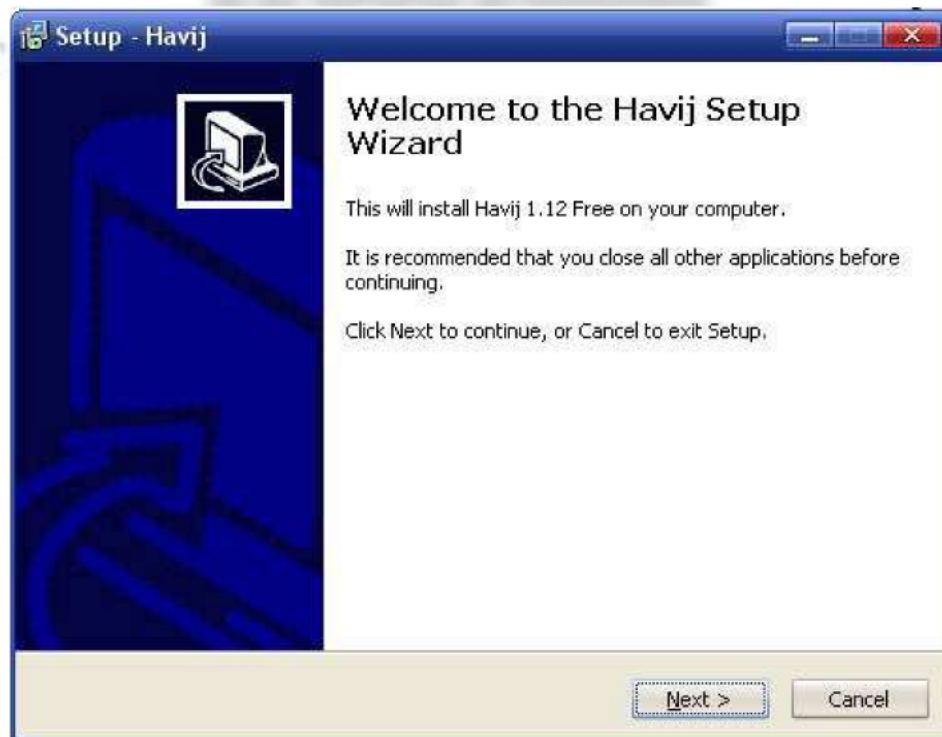 Setup - Havij
Welcome to the Havij Setup
Wizard
This will install Havij 1.12 Free on your computer.
It is recommended that you close all other applications before
continuing.
Click Next to continue, or Cancel to exit Setup.
Next >
Cancel